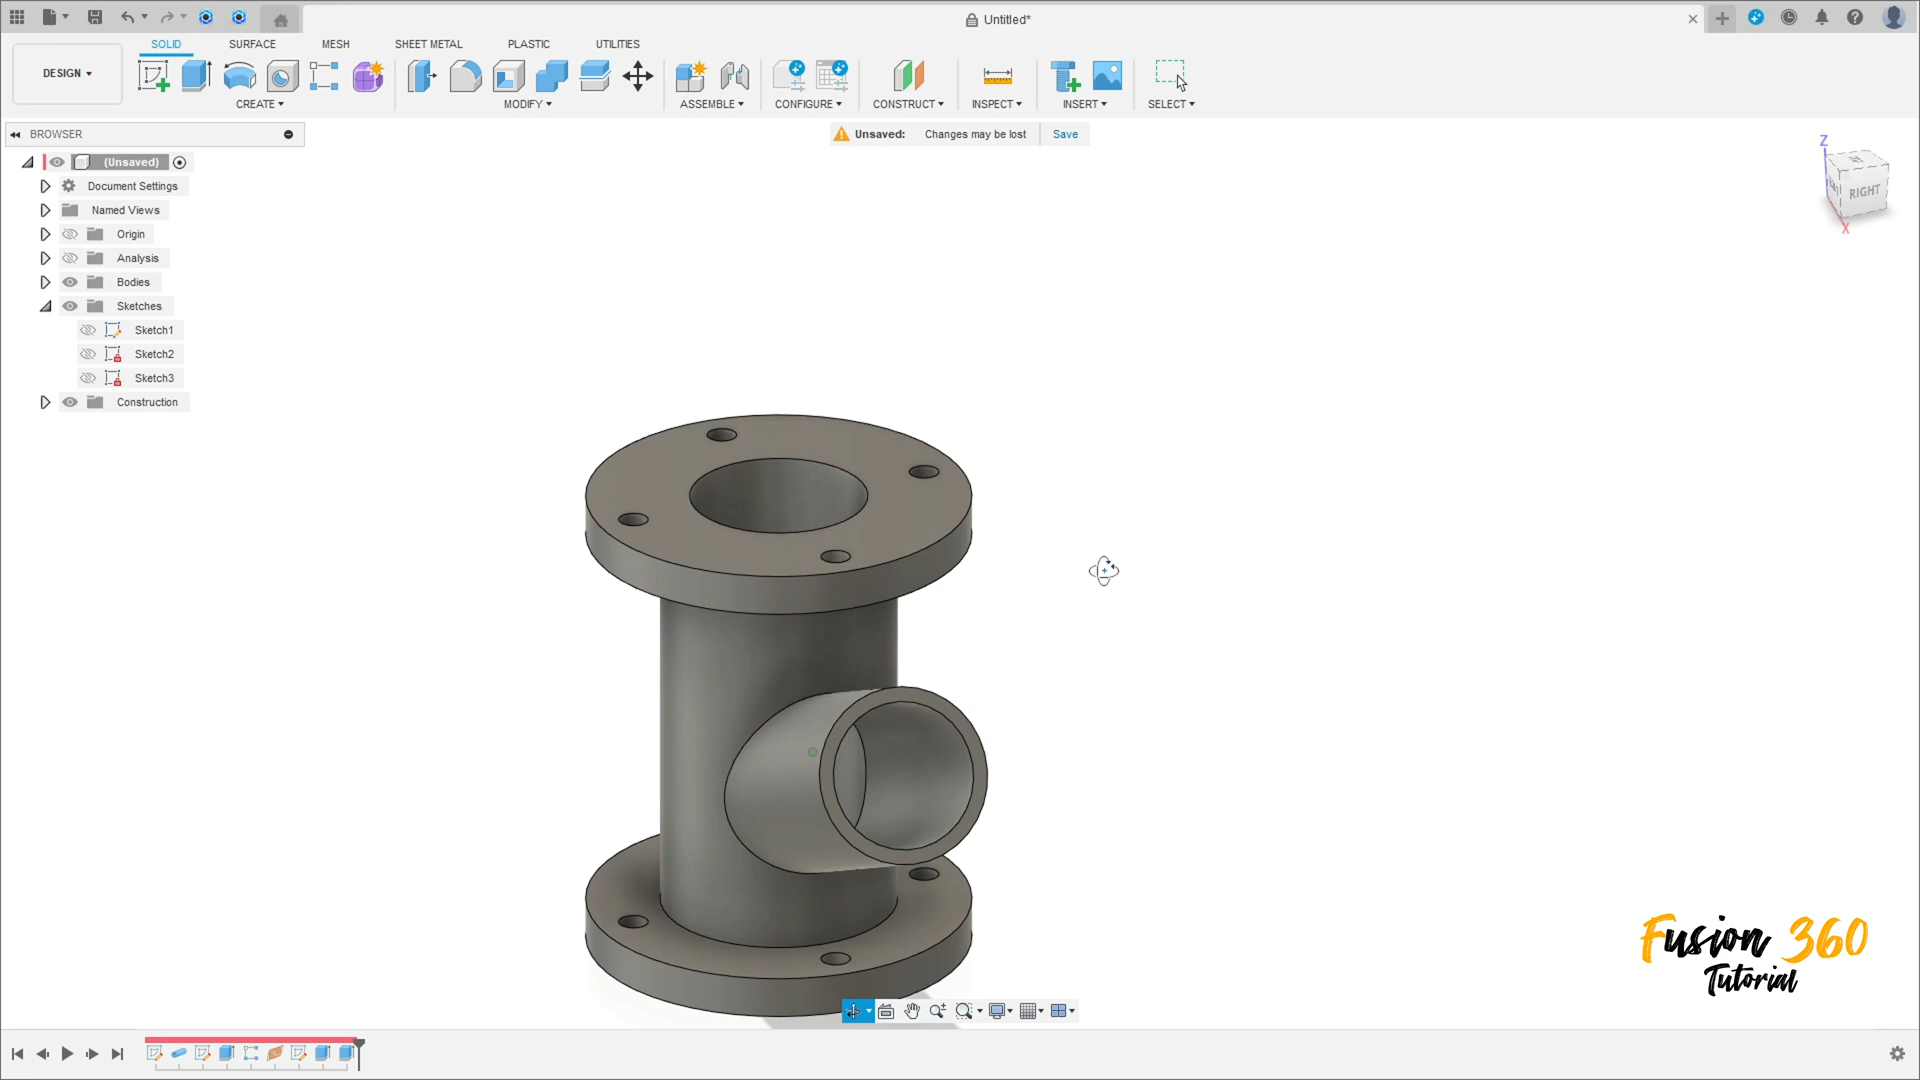 Untitled*
DESIGN
SOLID
SURFACE
MESH
SHEET METAL
PLASTIC
UTILITIES
CREATE
MODIFY
ASSEMBLE
CONFIGURE
CONSTRUCT
INSPECT
INSERT
SELECT
BROWSER
Unsaved: Changes may be lost Save
(Unsaved)
Document Settings
Named Views
Origin
Analysis
Bodies
Sketches
Sketch1
Sketch2
Sketch3
Construction
Z
RIGHT
X
Fusion 360
Tutorial